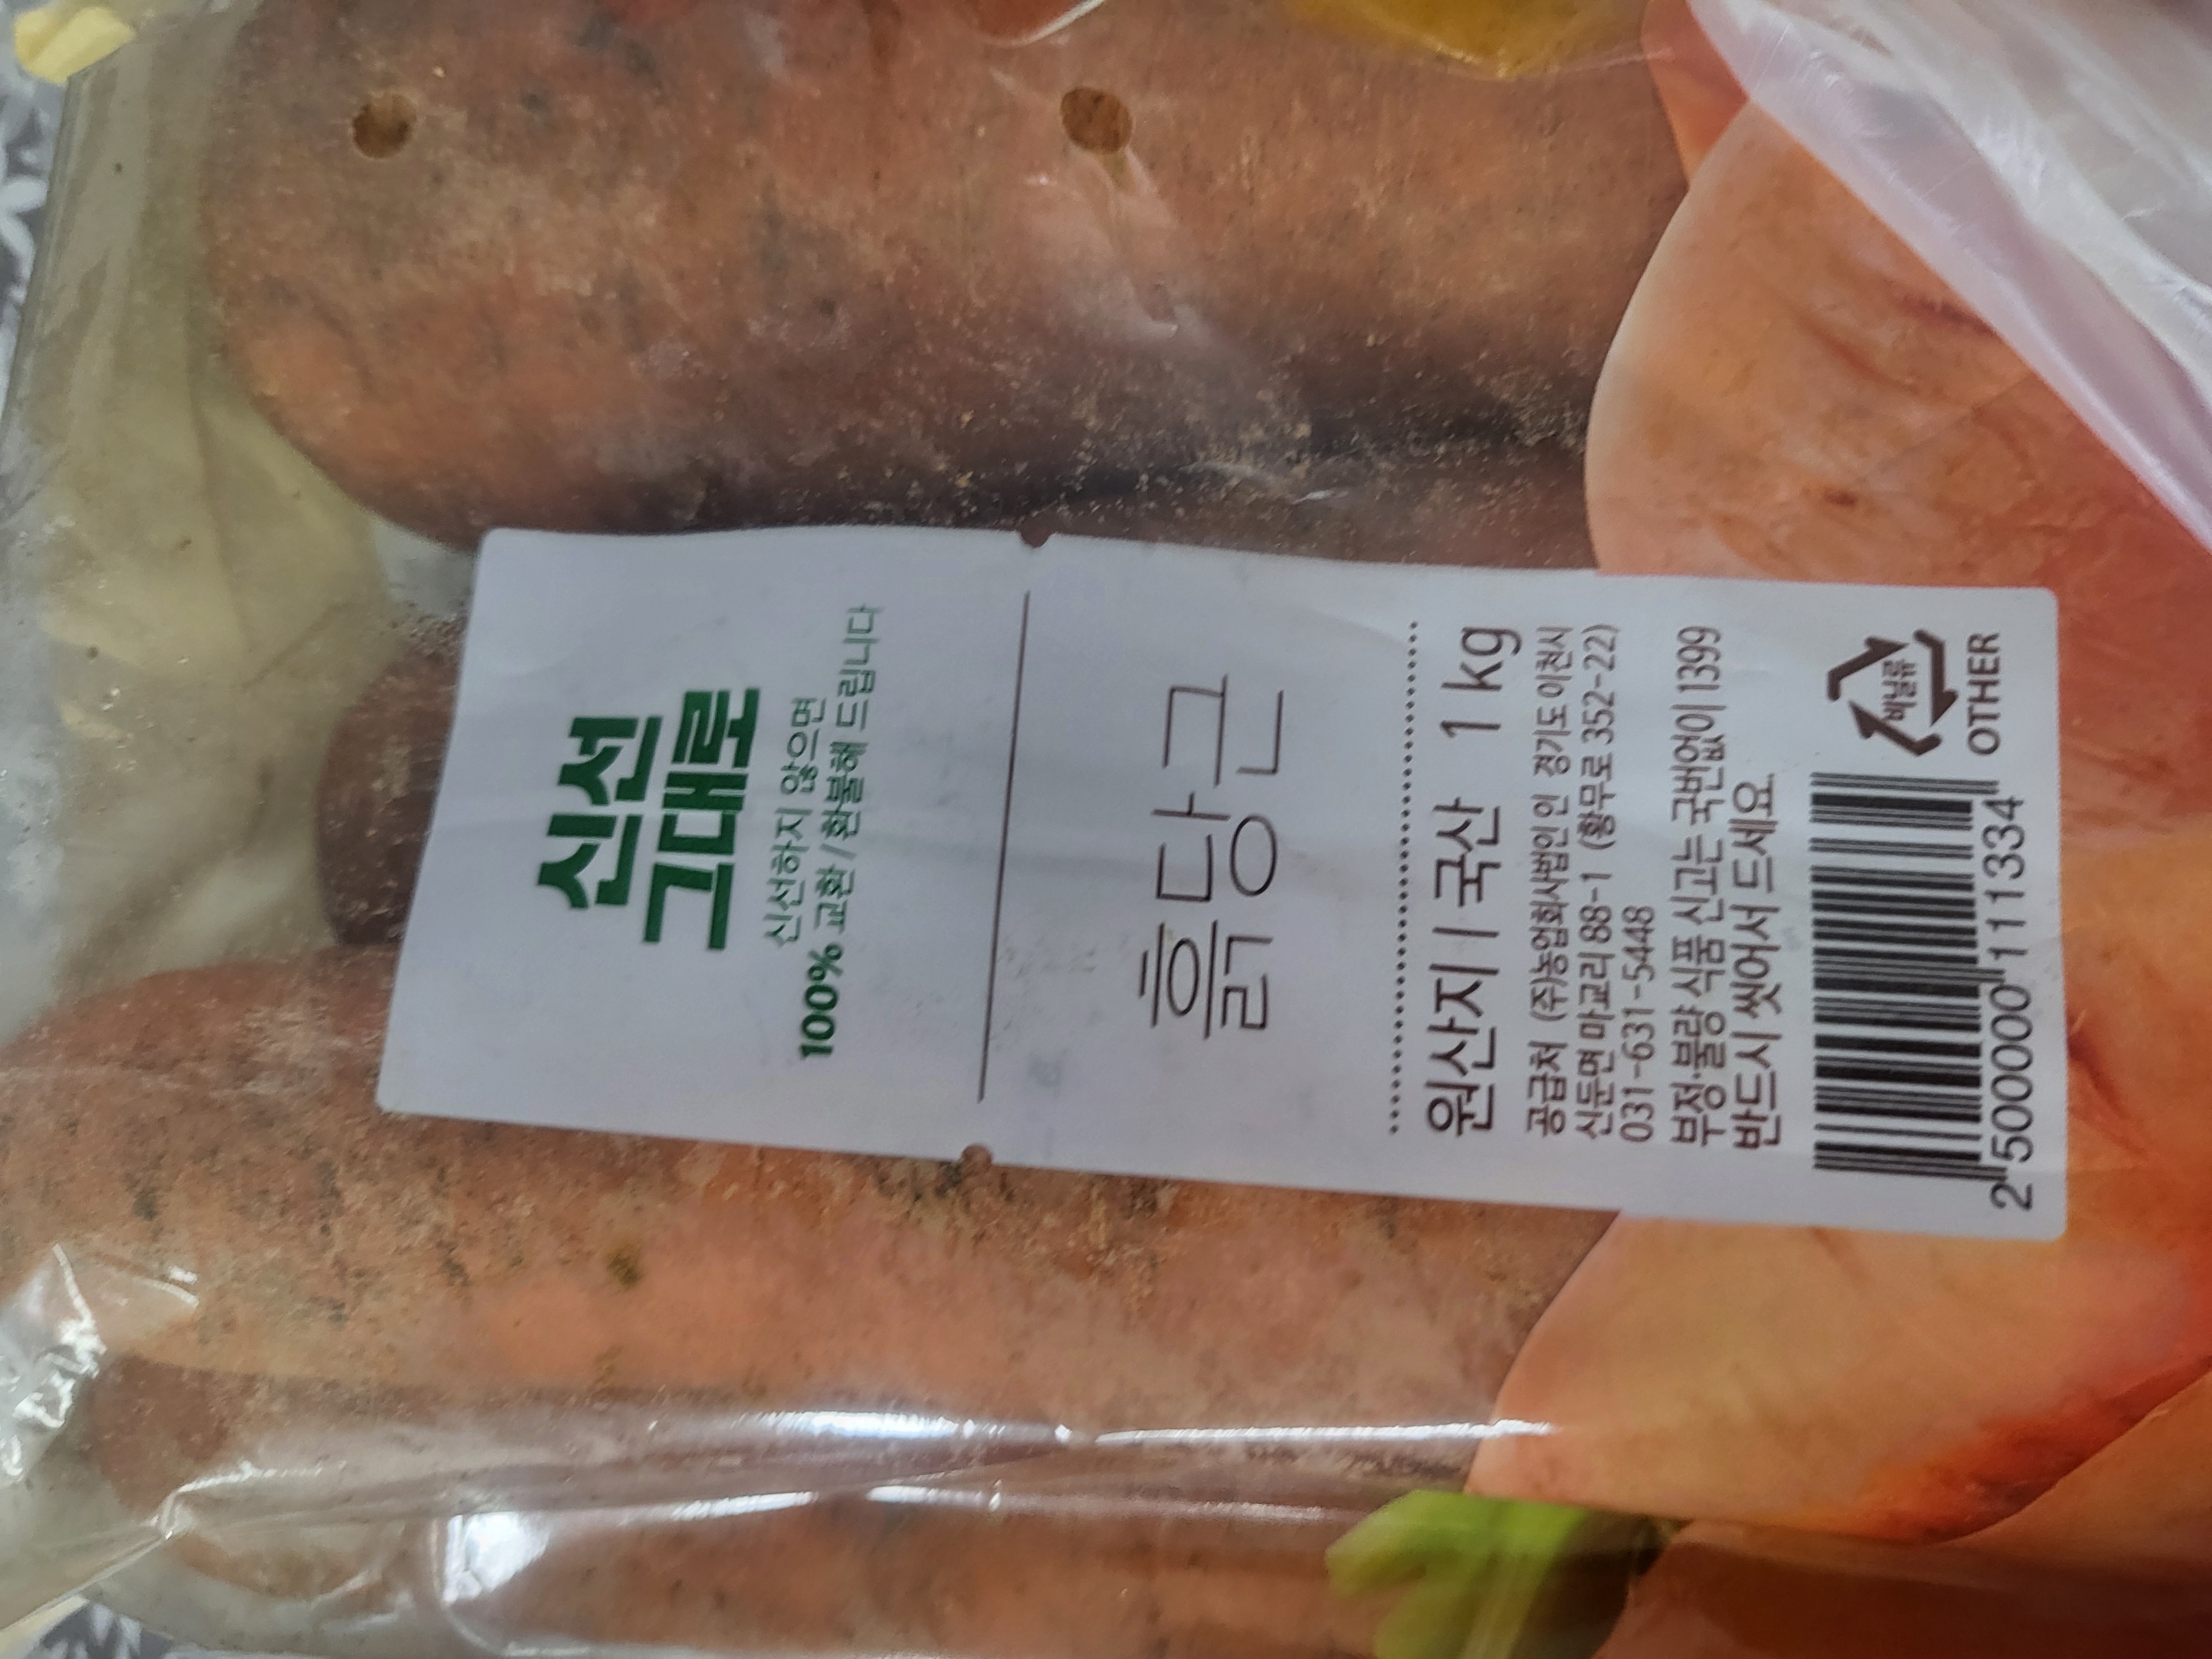 신선
그대로
신선하지 않으면
100% 교환/환불해 드립니다
흙당근
원산지 | 국산 1 kg
공급처 (주)농업회사법인인 경기도 이천시
신둔면 마교리 88-1 (황무로 352-22)
031-631-5448
부정·불량 식품 신고는 국번없이 1399
반드시 씻어서 드세요.
비닐류
OTHER
2 500000 111334